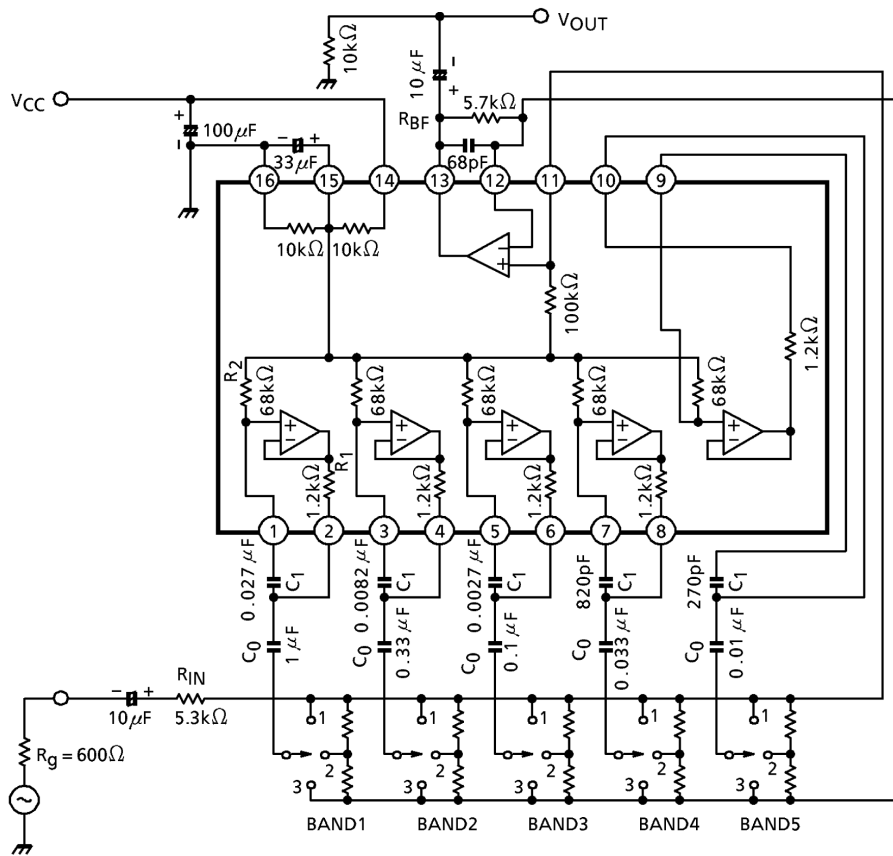 V_OUT
10kΩ
10 μF
−
+
5.7kΩ
R_BF
68pF
V_CC
+
100μF
−
− +
33μF
16 15 14 13 12 11 10 9
10kΩ 10kΩ
−
+
100kΩ
1.2kΩ
R2
68kΩ 68kΩ 68kΩ 68kΩ 68kΩ
+ + + + +
− − − − −
R1
1.2kΩ 1.2kΩ 1.2kΩ 1.2kΩ
1 2 3 4 5 6 7 8
0.027 μF C1 0.0082 μF C1 0.0027 μF C1 820pF C1 270pF C1
C0 1 μF C0 0.33 μF C0 0.1 μF C0 0.033 μF C0 0.01 μF
− +
10μF
R_IN
5.3kΩ
Rg = 600Ω
1 1 1 1 1
2 2 2 2 2
3 3 3 3 3
BAND1 BAND2 BAND3 BAND4 BAND5